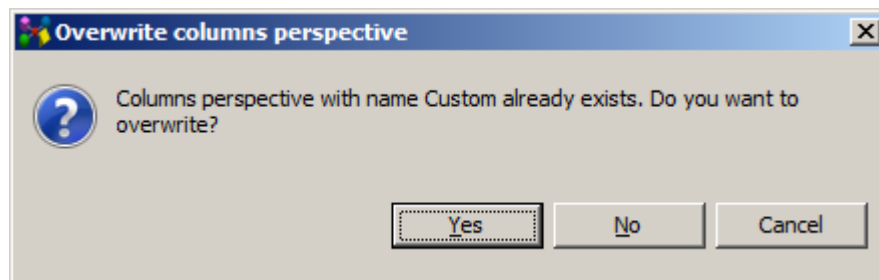 Overwrite columns perspective
Columns perspective with name Custom already exists. Do you want to
overwrite?
Yes No Cancel